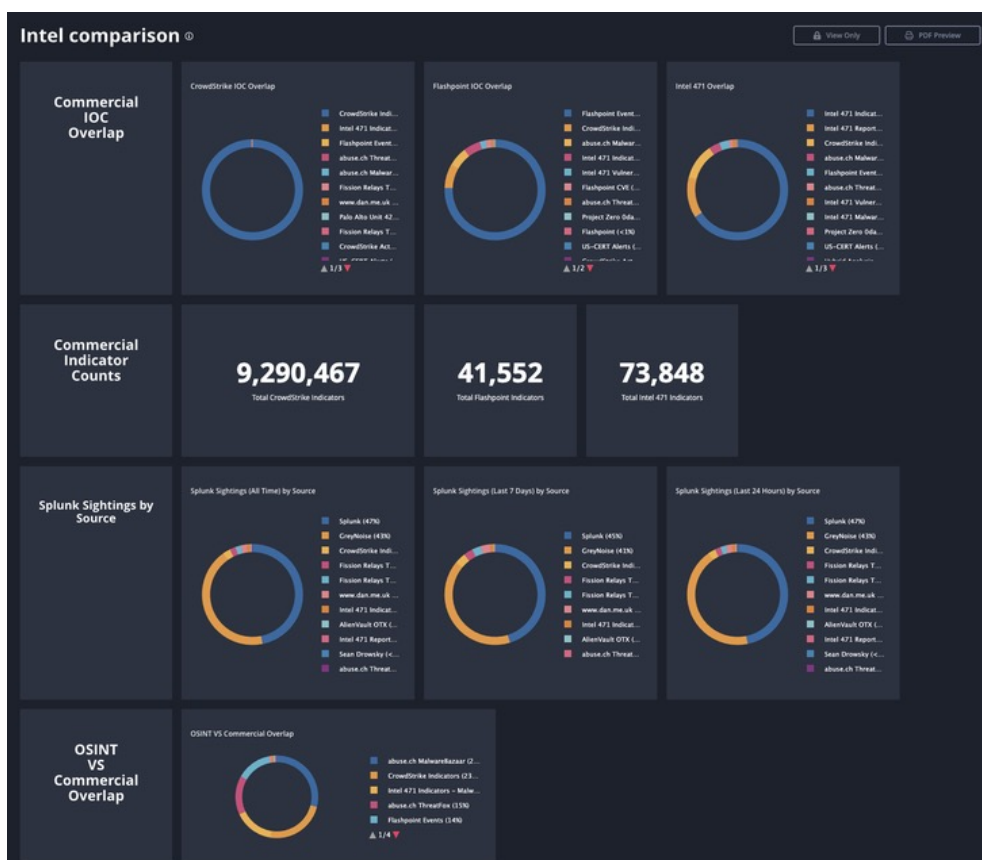 Intel comparison
View Only
PDF Preview
Commercial
IOC
Overlap
CrowdStrike IOC Overlap
CrowdStrike Indi...
Intel 471 Indicat...
Flashpoint Event...
abuse.ch Threat...
abuse.ch Malwar...
Fission Relays T...
www.dan.me.uk ...
Palo Alto Unit 42...
Fission Relays T...
CrowdStrike Act...
1/3
Flashpoint IOC Overlap
Flashpoint Event...
CrowdStrike Indi...
abuse.ch Malwar...
Intel 471 Indicat...
Intel 471 Vulner...
Flashpoint CVE (...
abuse.ch Threat...
Project Zero 0da...
Flashpoint (<1%)
US-CERT Alerts (...
1/2
Intel 471 Overlap
Intel 471 Indicat...
Intel 471 Report...
CrowdStrike Indi...
abuse.ch Malwar...
Flashpoint Event...
abuse.ch Threat...
Intel 471 Vulner...
Intel 471 Malwar...
Project Zero 0da...
US-CERT Alerts (...
1/3
Commercial
Indicator
Counts
9,290,467
Total CrowdStrike Indicators
41,552
Total Flashpoint Indicators
73,848
Total Intel 471 Indicators
Splunk Sightings by
Source
Splunk Sightings (All Time) by Source
Splunk (47%)
GreyNoise (43%)
CrowdStrike Indi...
Fission Relays T...
Fission Relays T...
www.dan.me.uk ...
Intel 471 Indicat...
AlienVault OTX (...
Intel 471 Report...
Sean Drowsky (<...
abuse.ch Threat...
Splunk Sightings (Last 7 Days) by Source
Splunk (45%)
GreyNoise (41%)
CrowdStrike Indi...
Fission Relays T...
Fission Relays T...
www.dan.me.uk ...
Intel 471 Indicat...
AlienVault OTX (...
abuse.ch Threat...
Splunk Sightings (Last 24 Hours) by Source
Splunk (47%)
GreyNoise (43%)
CrowdStrike Indi...
Fission Relays T...
Fission Relays T...
www.dan.me.uk ...
Intel 471 Indicat...
AlienVault OTX (...
Intel 471 Report...
Sean Drowsky (<...
abuse.ch Threat...
OSINT
VS
Commercial
Overlap
OSINT VS Commercial Overlap
abuse.ch MalwareBazaar (2...
CrowdStrike Indicators (23...
Intel 471 Indicators - Malw...
abuse.ch ThreatFox (15%)
Flashpoint Events (14%)
1/4